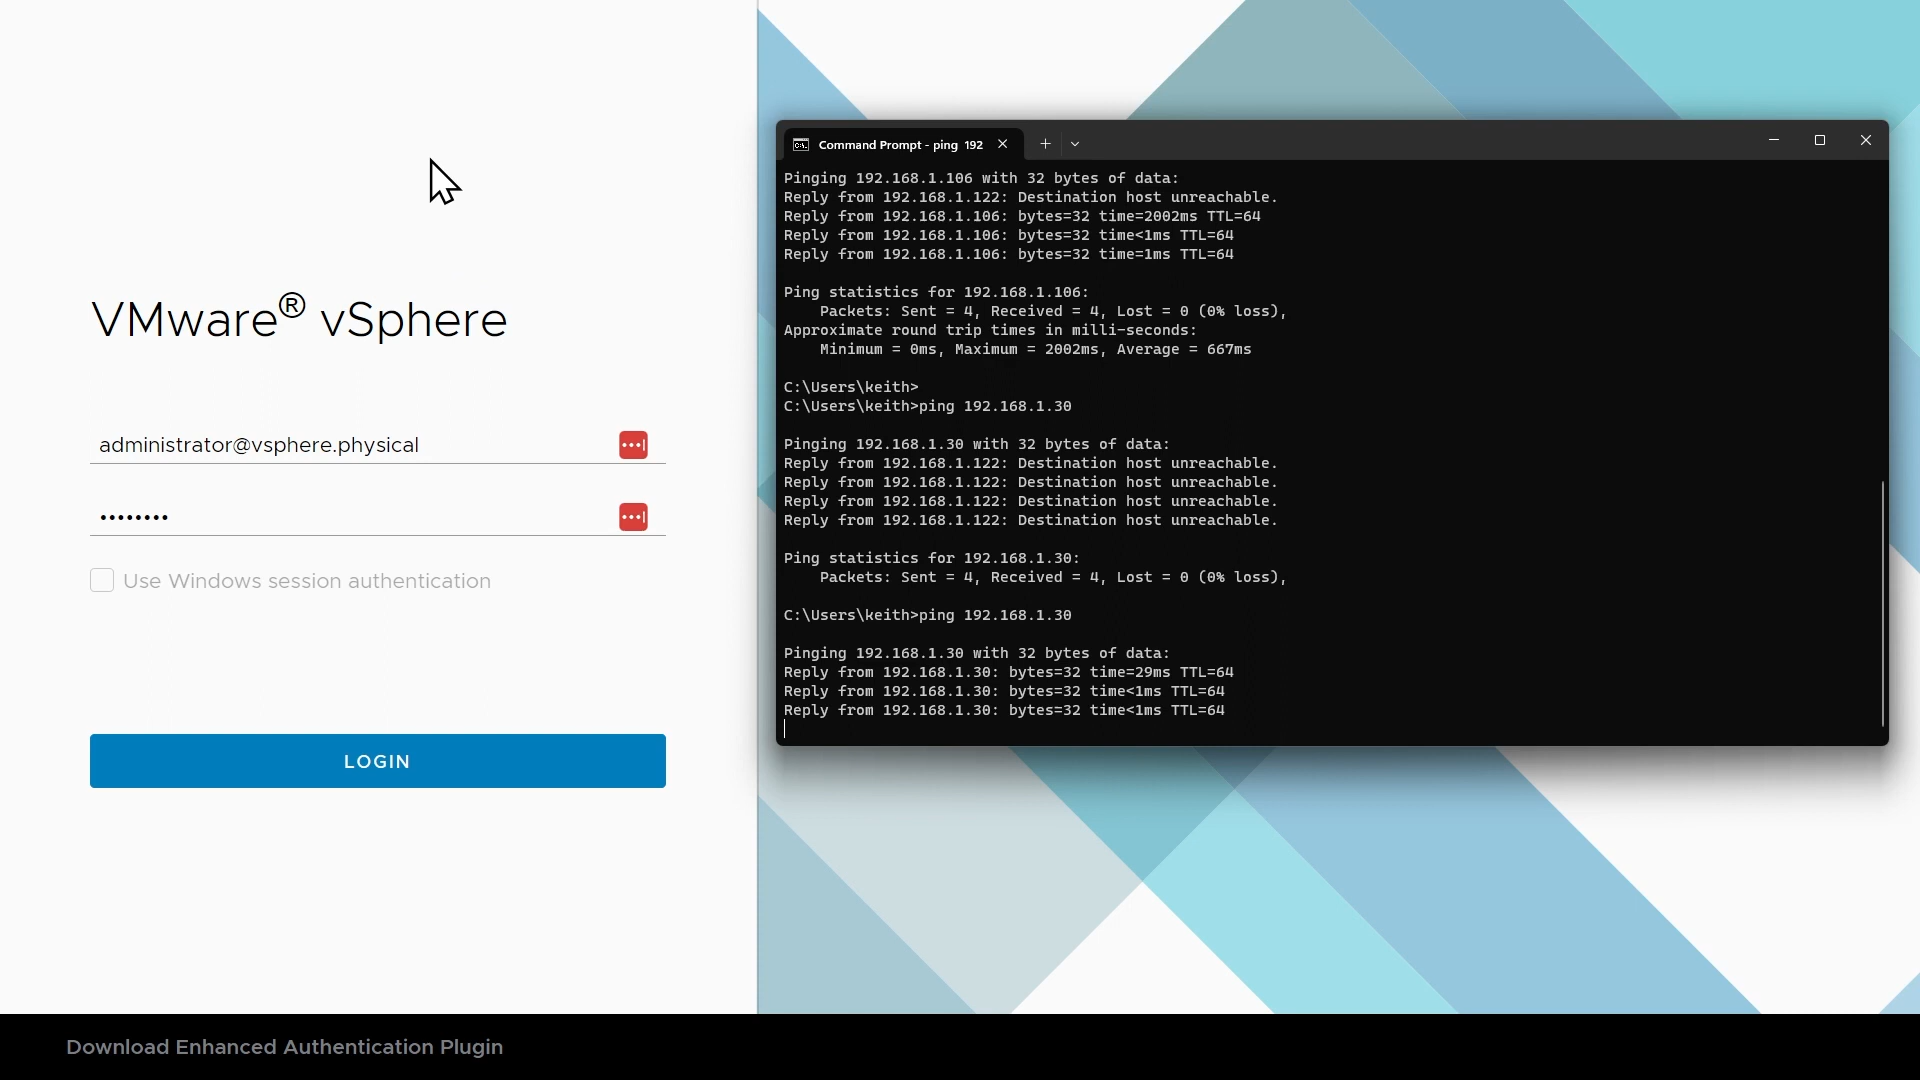 VMware® vSphere
administrator@vsphere.physical
••••••••
Use Windows session authentication
LOGIN
Download Enhanced Authentication Plugin
Command Prompt - ping  192
Pinging 192.168.1.106 with 32 bytes of data:
Reply from 192.168.1.122: Destination host unreachable.
Reply from 192.168.1.106: bytes=32 time=2002ms TTL=64
Reply from 192.168.1.106: bytes=32 time<1ms TTL=64
Reply from 192.168.1.106: bytes=32 time=1ms TTL=64
Ping statistics for 192.168.1.106:
    Packets: Sent = 4, Received = 4, Lost = 0 (0% loss),
Approximate round trip times in milli-seconds:
    Minimum = 0ms, Maximum = 2002ms, Average = 667ms
C:\Users\keith>
C:\Users\keith>ping 192.168.1.30
Pinging 192.168.1.30 with 32 bytes of data:
Reply from 192.168.1.122: Destination host unreachable.
Reply from 192.168.1.122: Destination host unreachable.
Reply from 192.168.1.122: Destination host unreachable.
Reply from 192.168.1.122: Destination host unreachable.
Ping statistics for 192.168.1.30:
    Packets: Sent = 4, Received = 4, Lost = 0 (0% loss),
C:\Users\keith>ping 192.168.1.30
Pinging 192.168.1.30 with 32 bytes of data:
Reply from 192.168.1.30: bytes=32 time=29ms TTL=64
Reply from 192.168.1.30: bytes=32 time<1ms TTL=64
Reply from 192.168.1.30: bytes=32 time<1ms TTL=64